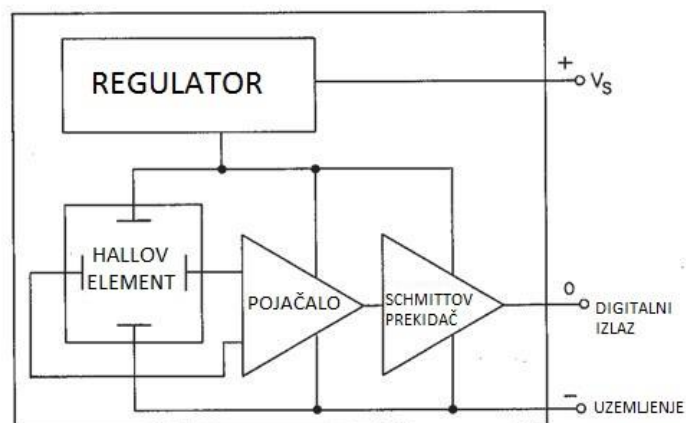 REGULATOR
+
VS
HALLOV
ELEMENT
POJAČALO
SCHMITTOV
PREKIDAČ
0
DIGITALNI
IZLAZ
–
UZEMLJENJE